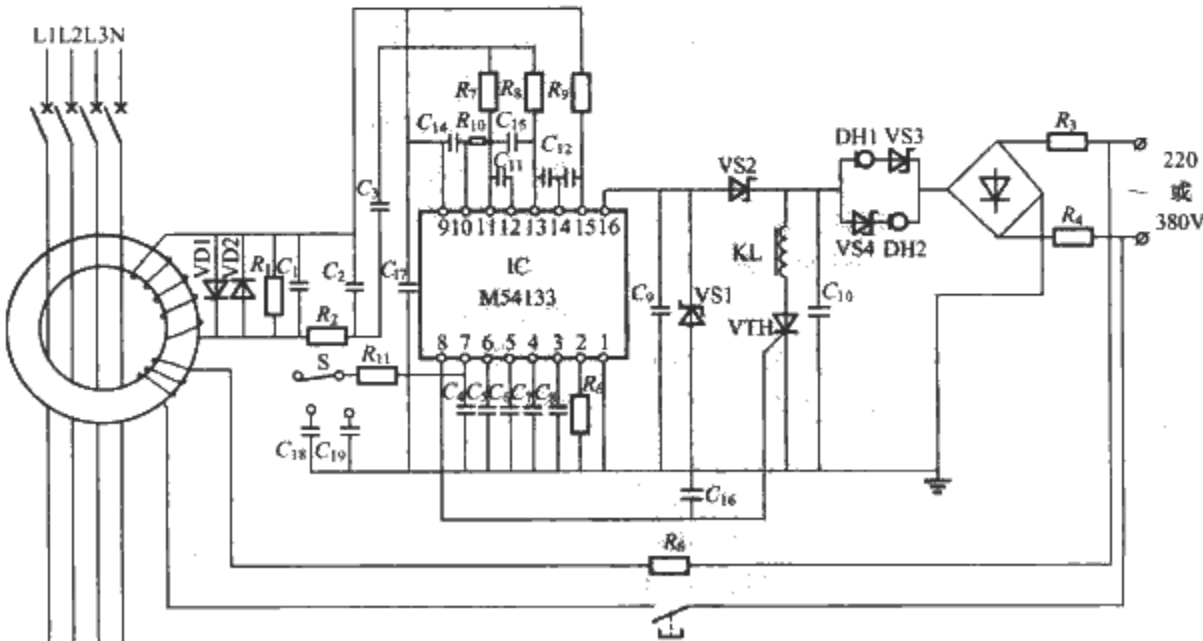 L1L2L3N
R7
R8
R9
C14
R10
C15
C11
C12
DH1
VS3
R3
VS2
220
~
或
380V
C3
9
10
11
12
13
14
15
16
VS4
DH2
R4
VD1
VD2
R1
C1
C2
C17
IC
M54133
KL
C9
VS1
C10
VTH
R2
8
7
6
5
4
3
2
1
S
R11
C4
C5
C6
C7
C8
C18
C19
C16